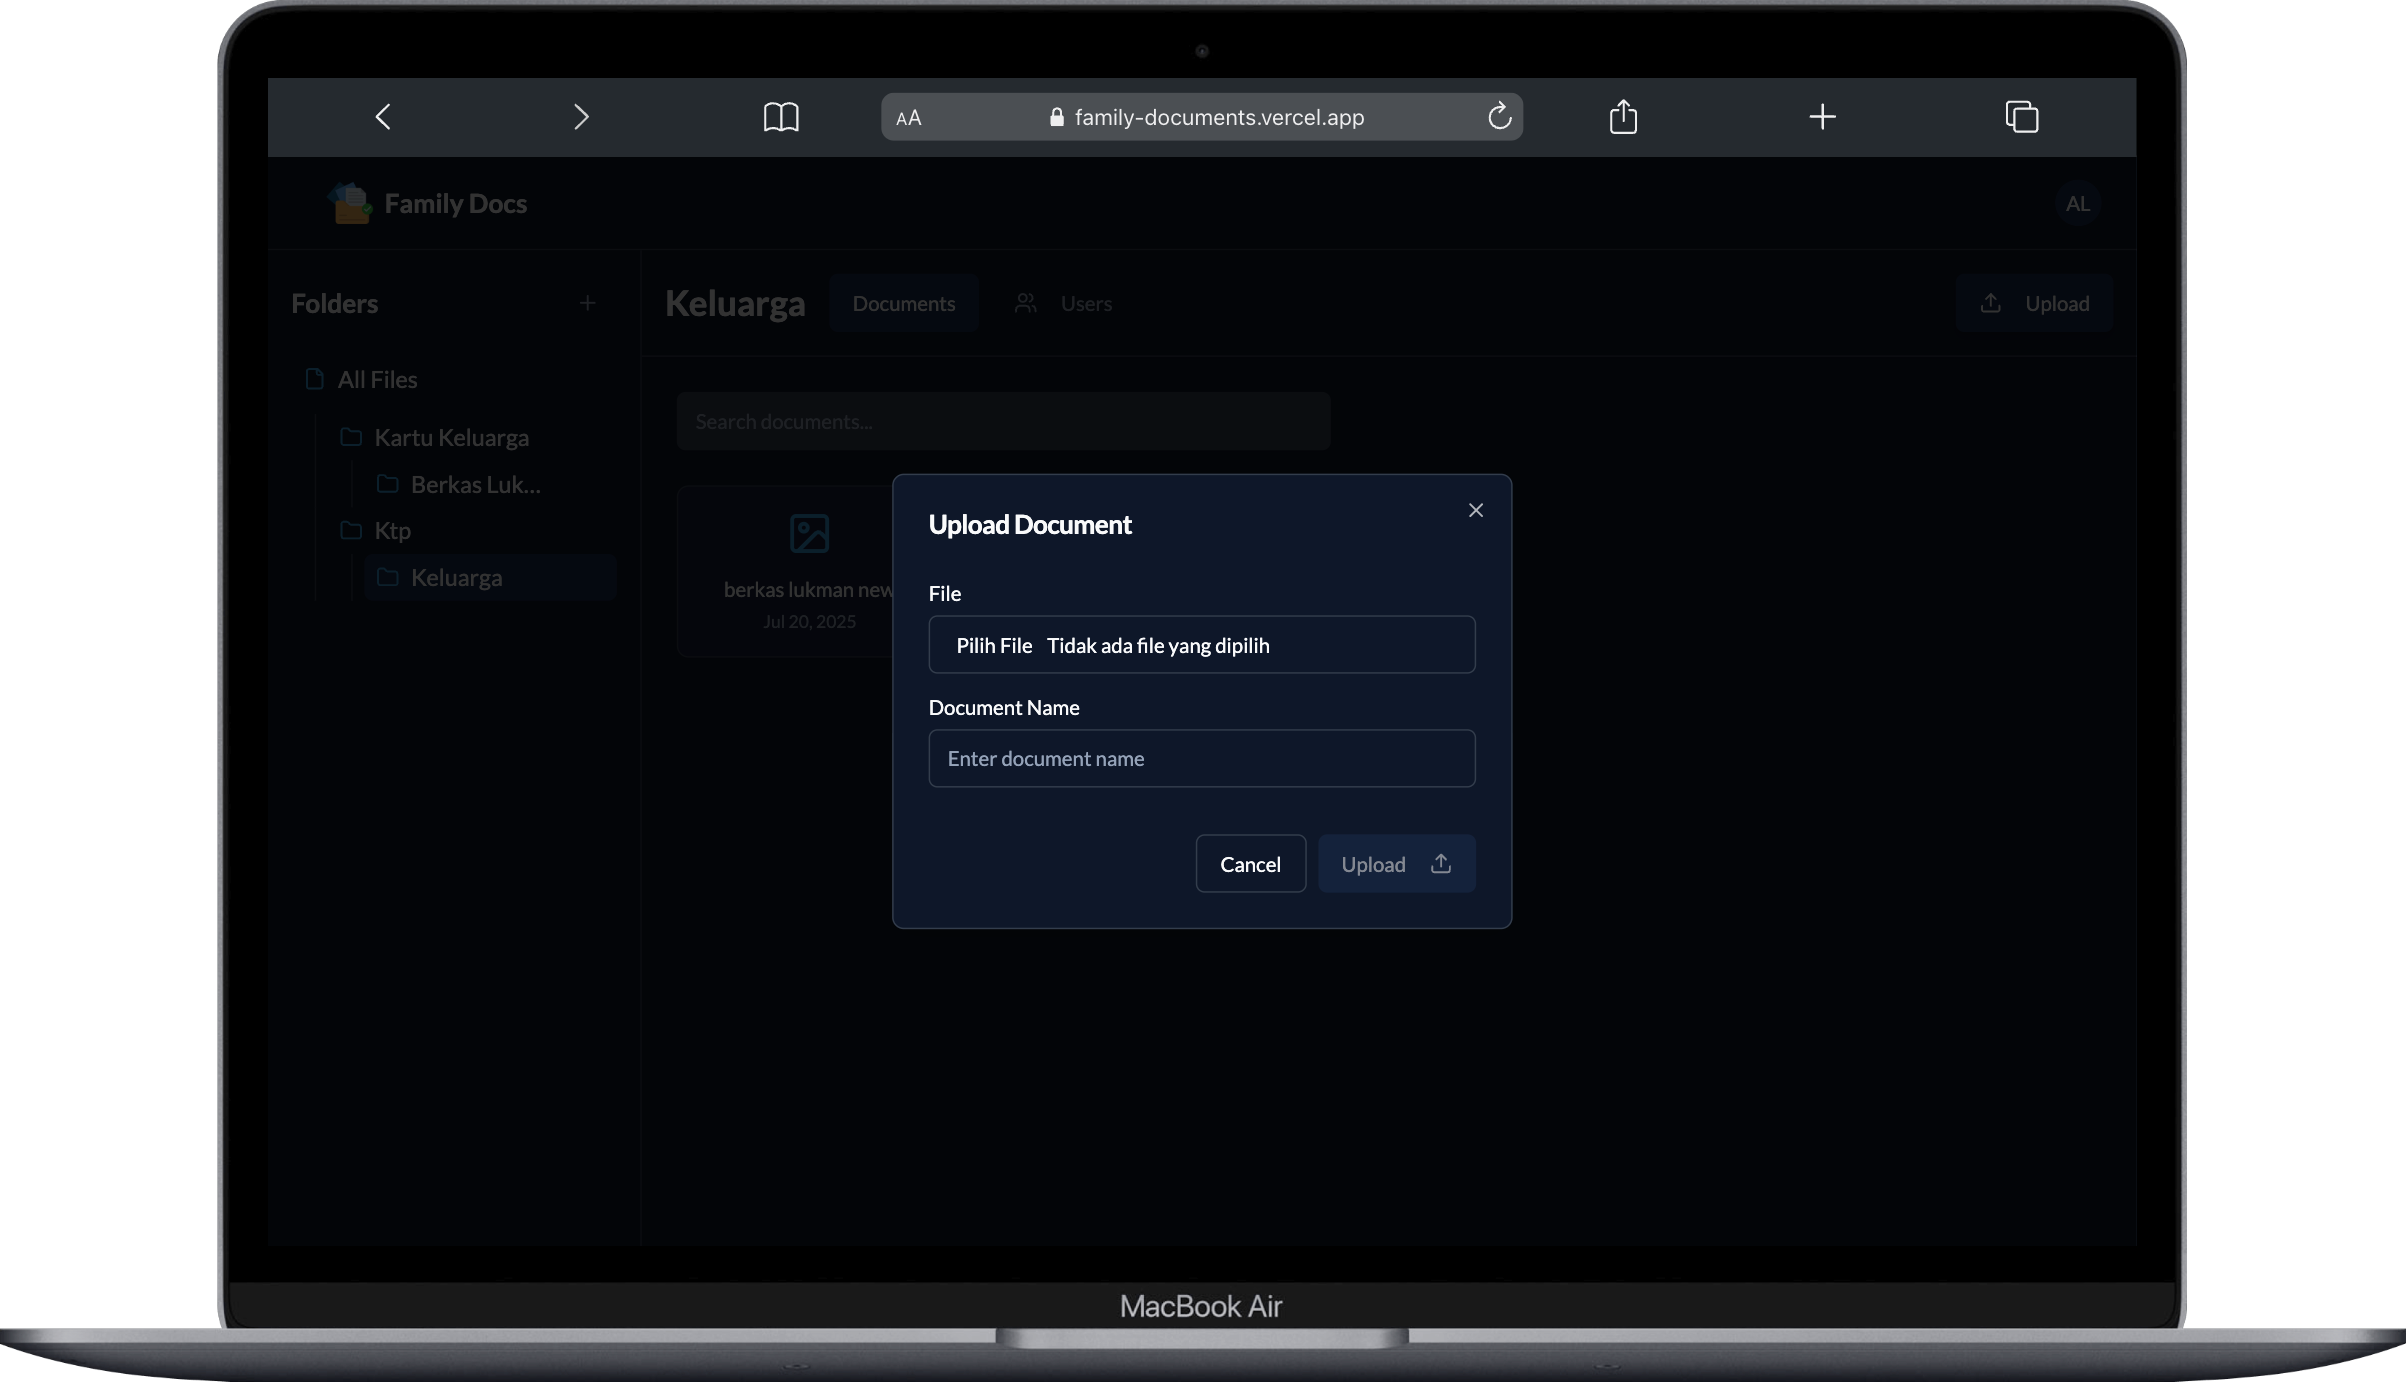 AA family-documents.vercel.app
Family Docs
AL
Folders
Keluarga Documents Users Upload
All Files
Kartu Keluarga
Berkas Luk...
Ktp
Keluarga
Search documents...
berkas lukman new
Jul 20, 2025
Upload Document
File
Pilih File Tidak ada file yang dipilih
Document Name
Enter document name
Cancel Upload
MacBook Air